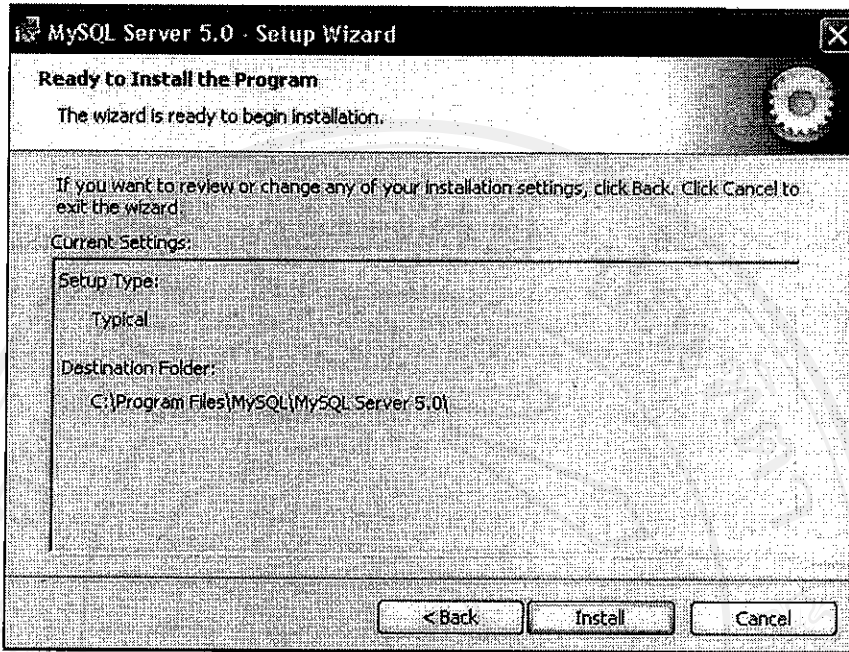 MySQL Server 5.0 - Setup Wizard
Ready to Install the Program
The wizard is ready to begin installation.
If you want to review or change any of your installation settings, click Back. Click Cancel to
exit the wizard.
Current Settings:
Setup Type:
Typical
Destination Folder:
C:\Program Files\MySQL\MySQL Server 5.0\
< Back
Install
Cancel